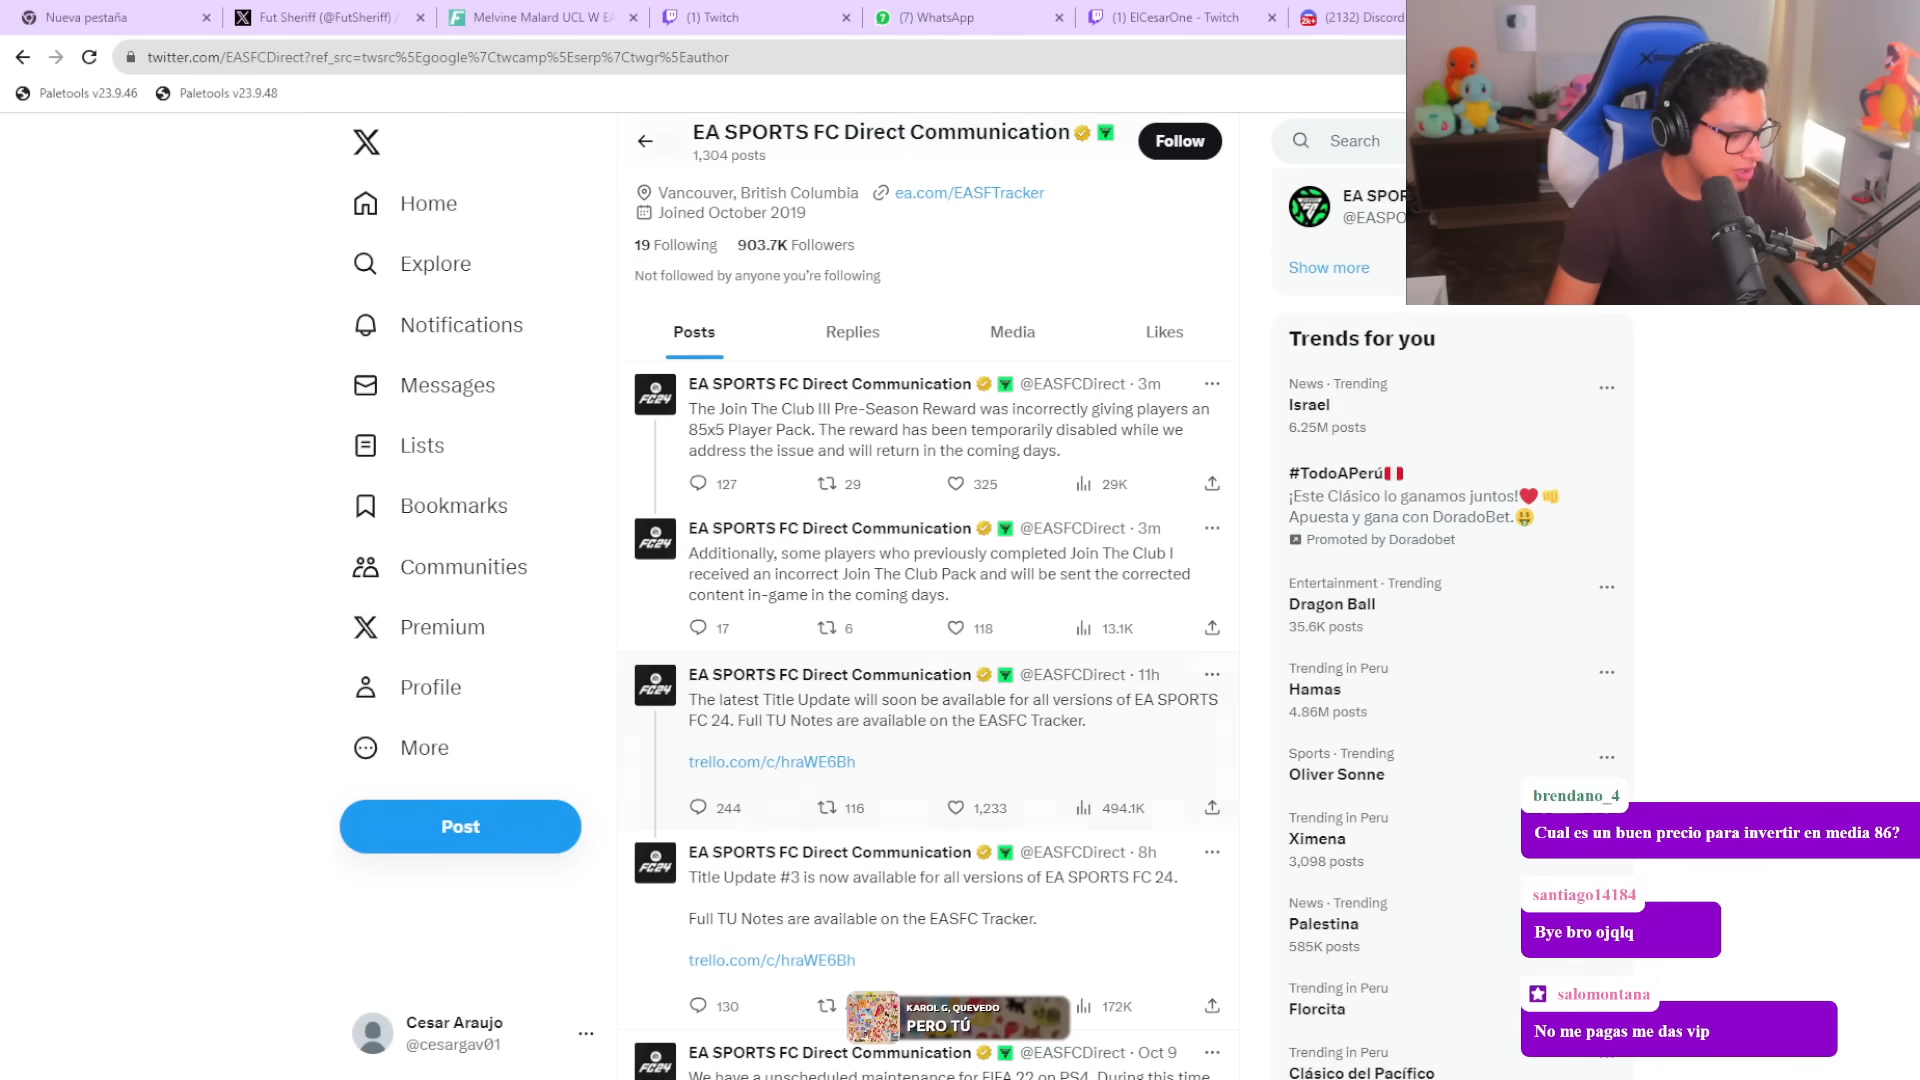 Nueva pestaña
Fut Sheriff (@FutSheriff) /
Melvine Malard UCL W EA
(1) Twitch
(7) WhatsApp
(1) ElCesarOne - Twitch
(2132) Discord
twitter.com/EASFCDirect?ref_src=twsrc%5Egoogle%7Ctwcamp%5Eserp%7Ctwgr%5Eauthor
Paletools v23.9.46
Paletools v23.9.48
Home
Explore
Notifications
Messages
Lists
Bookmarks
Communities
Premium
Profile
More
Post
Cesar Araujo
@cesargav01
EA SPORTS FC Direct Communication
1,304 posts
Follow
Vancouver, British Columbia ea.com/EASFTracker
Joined October 2019
19 Following 903.7K Followers
Not followed by anyone you're following
Posts Replies Media Likes
EA SPORTS FC Direct Communication @EASFCDirect · 3m
The Join The Club III Pre-Season Reward was incorrectly giving players an
85x5 Player Pack. The reward has been temporarily disabled while we
address the issue and will return in the coming days.
127 29 325 29K
EA SPORTS FC Direct Communication @EASFCDirect · 3m
Additionally, some players who previously completed Join The Club I
received an incorrect Join The Club Pack and will be sent the corrected
content in-game in the coming days.
17 6 118 13.1K
EA SPORTS FC Direct Communication @EASFCDirect · 11h
The latest Title Update will soon be available for all versions of EA SPORTS
FC 24. Full TU Notes are available on the EASFC Tracker.
trello.com/c/hraWE6Bh
244 116 1,233 494.1K
EA SPORTS FC Direct Communication @EASFCDirect · 8h
Title Update #3 is now available for all versions of EA SPORTS FC 24.
Full TU Notes are available on the EASFC Tracker.
trello.com/c/hraWE6Bh
130 172K
KAROL G, QUEVEDO
PERO TÚ
EA SPORTS FC Direct Communication @EASFCDirect · Oct 9
We have a unscheduled maintenance for FIFA 22 on PS4. During this time
Search
EA SPOR
@EASPO
Show more
Trends for you
News · Trending
Israel
6.25M posts
#TodoAPerú
¡Este Clásico lo ganamos juntos!
Apuesta y gana con DoradoBet.
Promoted by Doradobet
Entertainment · Trending
Dragon Ball
35.6K posts
Trending in Peru
Hamas
4.86M posts
Sports · Trending
Oliver Sonne
Trending in Peru
Ximena
3,098 posts
News · Trending
Palestina
585K posts
Trending in Peru
Florcita
Trending in Peru
Clásico del Pacífico
brendano_4
Cual es un buen precio para invertir en media 86?
santiago14184
Bye bro ojqlq
salomontana
No me pagas me das vip